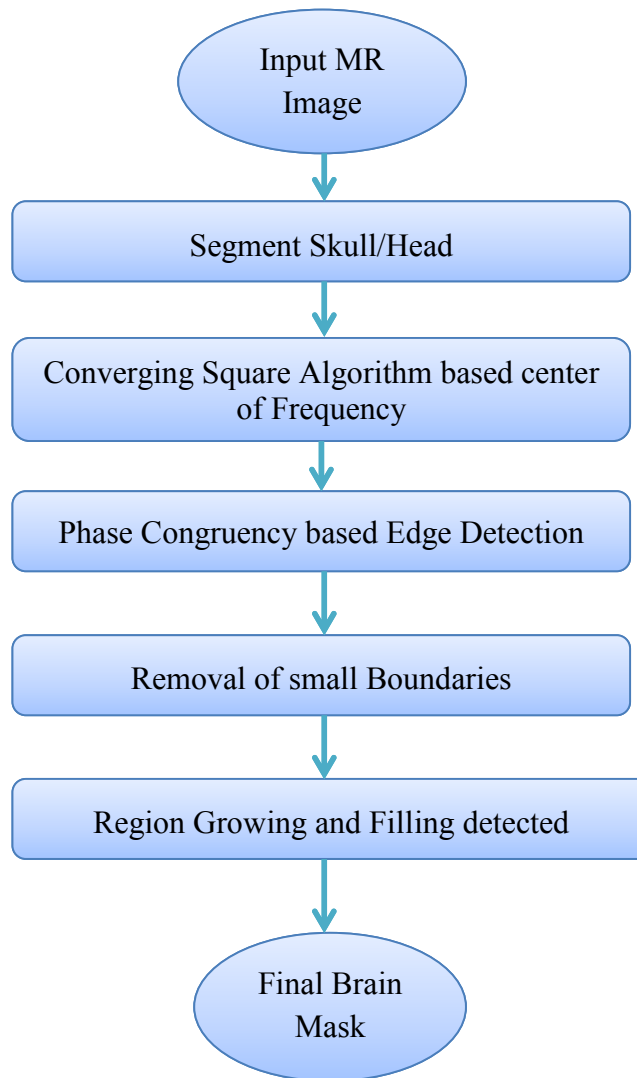 Input MR
Image
Segment Skull/Head
Converging Square Algorithm based center
of Frequency
Phase Congruency based Edge Detection
Removal of small Boundaries
Region Growing and Filling detected
Final Brain
Mask